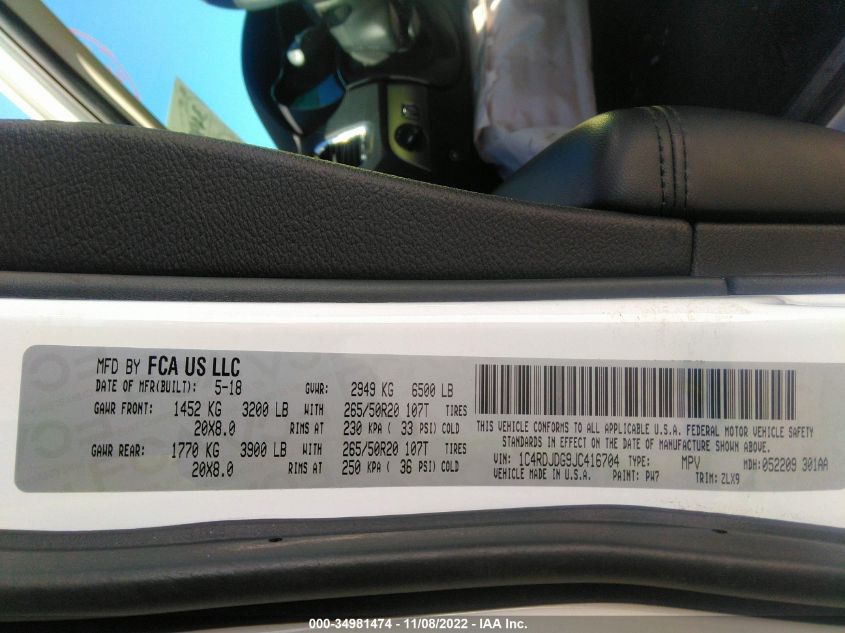 MFD BY FCA US LLC
DATE OF MFR(BUILT): 5-18 GVWR: 2949 KG 6500 LB
GAWR FRONT: 1452 KG 3200 LB WITH 265/50R20 107T TIRES
20X8.0 RIMS AT 230 KPA ( 33 PSI) COLD
GAWR REAR: 1770 KG 3900 LB WITH 265/50R20 107T TIRES
20X8.0 RIMS AT 250 KPA ( 36 PSI) COLD
THIS VEHICLE CONFORMS TO ALL APPLICABLE U.S.A. FEDERAL MOTOR VEHICLE SAFETY
STANDARDS IN EFFECT ON THE DATE OF MANUFACTURE SHOWN ABOVE.
VIN: 1C4RDJDG9JC416704 TYPE: MPV MDH: 052209 301AA
VEHICLE MADE IN U.S.A. PAINT: PW7 TRIM: ZLX9
000-34981474 - 11/08/2022 - IAA Inc.